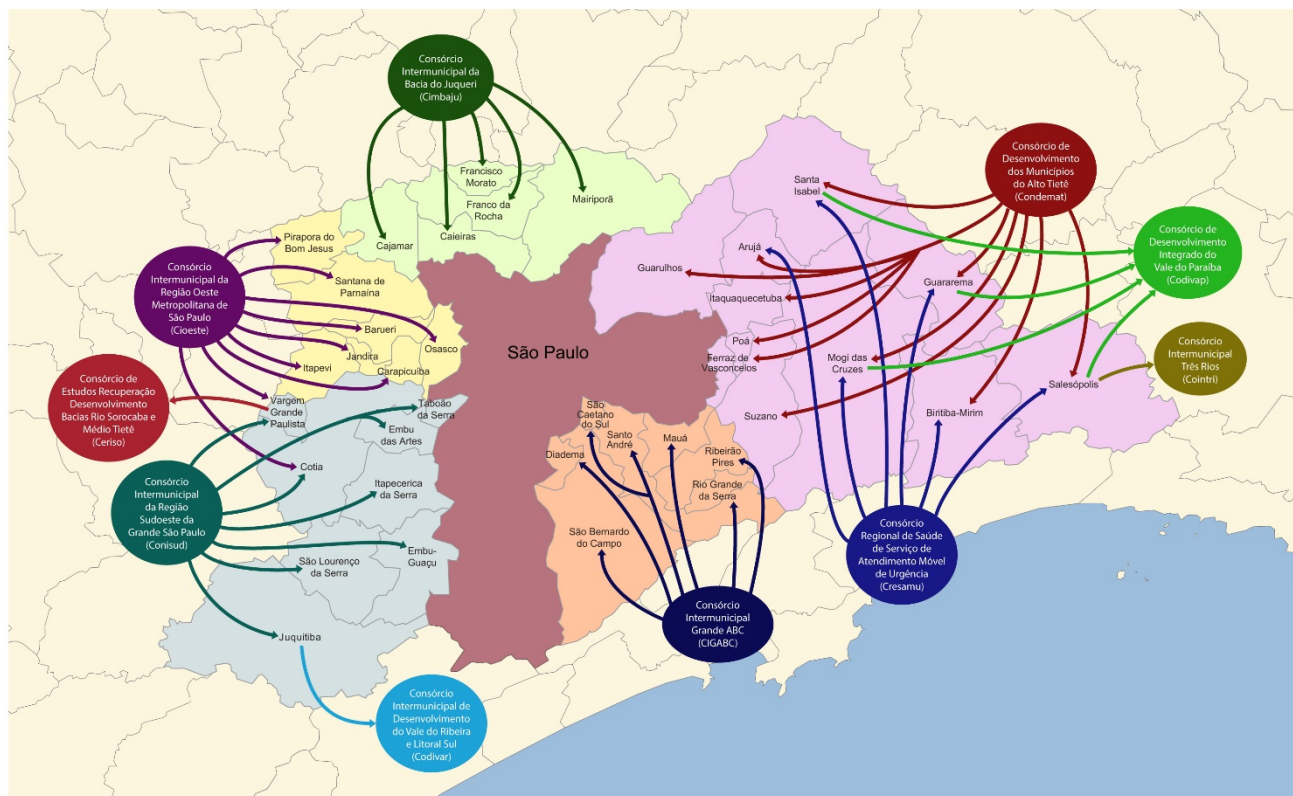 Consórcio
Intermunicipal da
Bacia do Juqueri
(Cimbaju)
Consórcio de
Desenvolvimento
dos Municípios
do Alto Tietê
(Condemat)
Francisco
Morato
Franco da
Rocha
Mairiporã
Cajamar
Caieiras
Santa
Isabel
Pirapora do
Bom Jesus
Arujá
Guarulhos
Guararema
Consórcio
de Desenvolvimento
Integrado do
Vale do Paraíba
(Codivap)
Consórcio
Intermunicipal da
Região Oeste
Metropolitana de
São Paulo
(Cioeste)
Santana de
Parnaína
Itaquaquecetuba
Barueri
Osasco
Jandira
Itapevi
Carapicuíba
São Paulo
Poá
Ferraz de
Vasconcelos
Mogi das
Cruzes
Suzano
Biritiba-Mirim
Salesópolis
Consórcio
Intermunicipal
Três Rios
(Cointri)
Consórcio de
Estudos Recuperação
Desenvolvimento
Bacias Rio Sorocaba e
Médio Tietê
(Ceriso)
Vargem
Grande
Paulista
Taboão
da Serra
Embu
das Artes
Cotia
Itapecerica
da Serra
São
Caetano
do Sul
Santo
André
Mauá
Ribeirão
Pires
Diadema
Rio Grande
da Serra
São Bernardo
do Campo
Consórcio
Intermunicipal
da Região
Sudoeste da
Grande São Paulo
(Conisud)
São Lourenço
da Serra
Embu-
Guaçu
Juquitiba
Consórcio
Regional de Saúde
de Serviço de
Atendimento Móvel
de Urgência
(Cresamu)
Consórcio
Intermunicipal
Grande ABC
(CIGABC)
Consórcio
Intermunicipal de
Desenvolvimento
do Vale do Ribeira
e Litoral Sul
(Codivar)